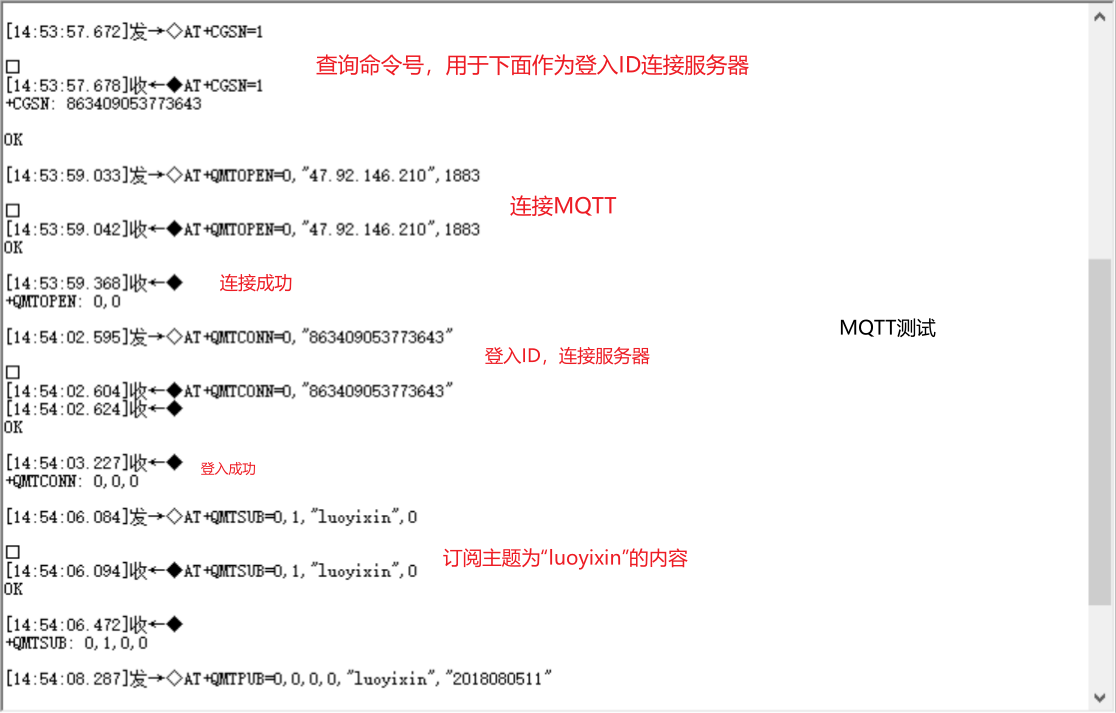 [14:53:57.672]发→◇AT+CGSN=1
查询命令号，用于下面作为登入ID连接服务器
□
[14:53:57.678]收←◆AT+CGSN=1
+CGSN: 863409053773643
OK
[14:53:59.033]发→◇AT+QMTOPEN=0,"47.92.146.210",1883
连接MQTT
□
[14:53:59.042]收←◆AT+QMTOPEN=0,"47.92.146.210",1883
OK
[14:53:59.368]收←◆
连接成功
+QMTOPEN: 0,0
MQTT测试
[14:54:02.595]发→◇AT+QMTCONN=0,"863409053773643"
登入ID，连接服务器
□
[14:54:02.604]收←◆AT+QMTCONN=0,"863409053773643"
[14:54:02.624]收←◆
OK
[14:54:03.227]收←◆
登入成功
+QMTCONN: 0,0,0
[14:54:06.084]发→◇AT+QMTSUB=0,1,"luoyixin",0
□
订阅主题为“luoyixin”的内容
[14:54:06.094]收←◆AT+QMTSUB=0,1,"luoyixin",0
OK
[14:54:06.472]收←◆
+QMTSUB: 0,1,0,0
[14:54:08.287]发→◇AT+QMTPUB=0,0,0,0,"luoyixin","2018080511"